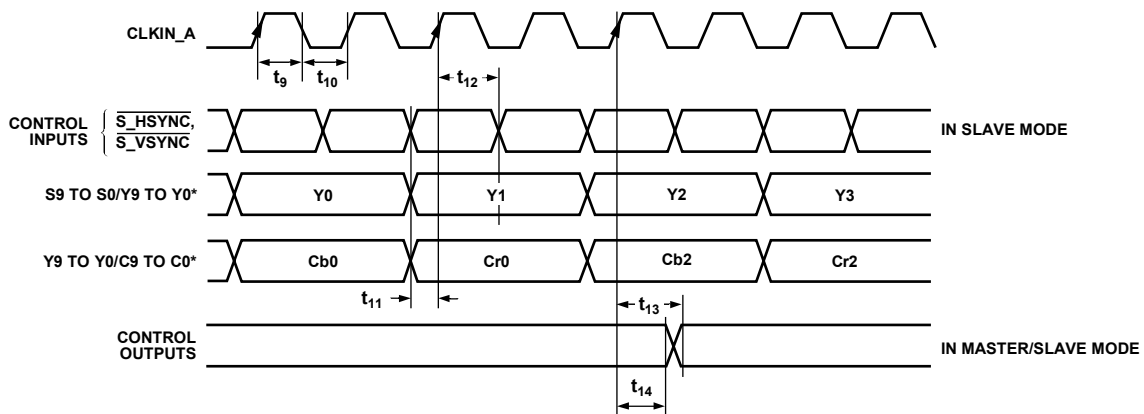 CLKIN_A
t9
t10
t12
CONTROL
INPUTS
S_HSYNC,
S_VSYNC
IN SLAVE MODE
S9 TO S0/Y9 TO Y0*
Y0
Y1
Y2
Y3
Y9 TO Y0/C9 TO C0*
Cb0
Cr0
Cb2
Cr2
t11
t13
CONTROL
OUTPUTS
IN MASTER/SLAVE MODE
t14